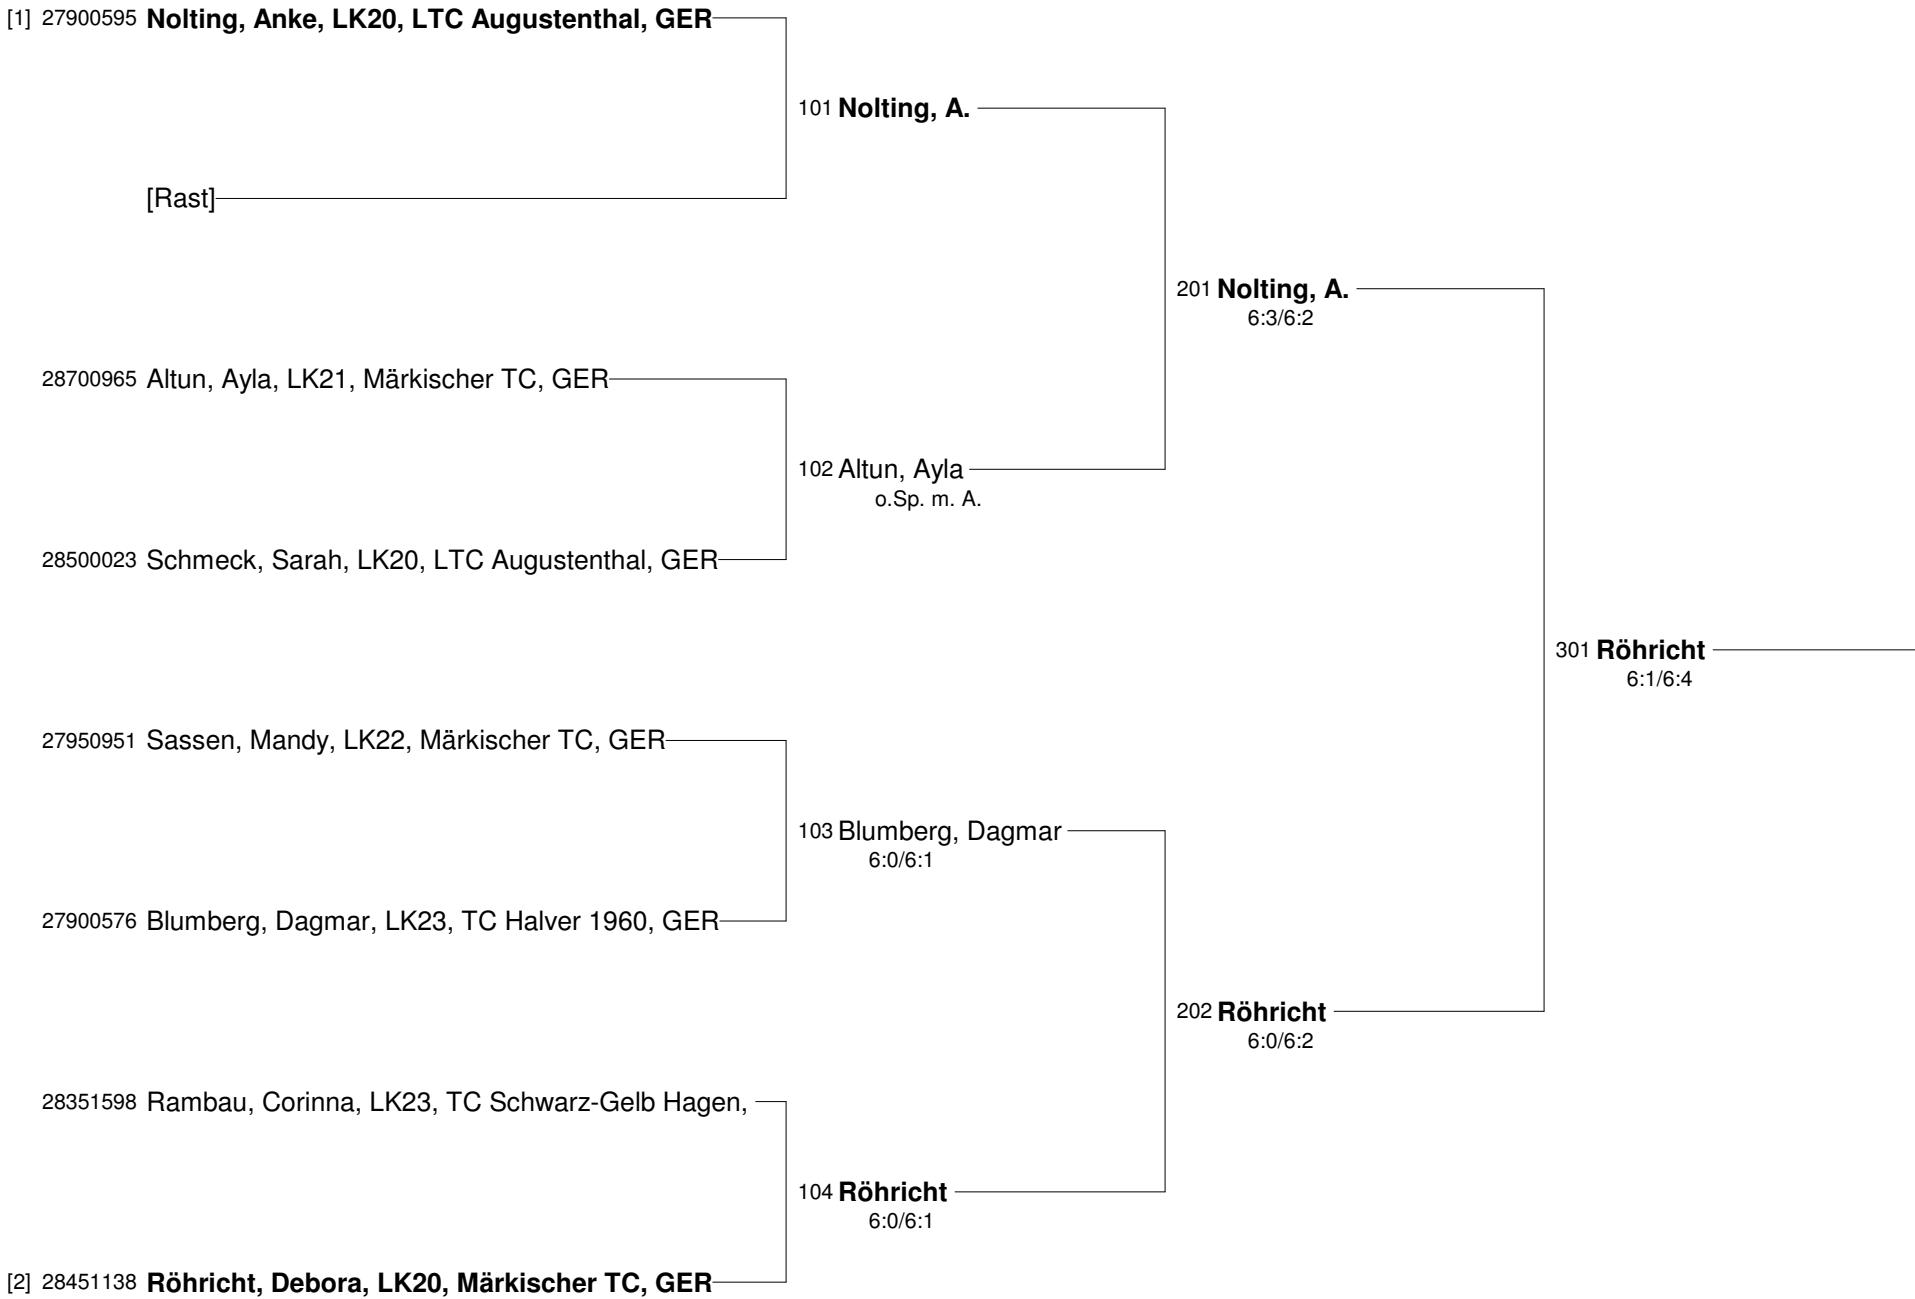 [1] 27900595 Nolting, Anke, LK20, LTC Augustenthal, GER
101 Nolting, A.
[Rast]
201 Nolting, A.
6:3/6:2
28700965 Altun, Ayla, LK21, Märkischer TC, GER
102 Altun, Ayla
o.Sp. m. A.
28500023 Schmeck, Sarah, LK20, LTC Augustenthal, GER
301 Röhricht
6:1/6:4
27950951 Sassen, Mandy, LK22, Märkischer TC, GER
103 Blumberg, Dagmar
6:0/6:1
27900576 Blumberg, Dagmar, LK23, TC Halver 1960, GER
202 Röhricht
6:0/6:2
28351598 Rambau, Corinna, LK23, TC Schwarz-Gelb Hagen,
104 Röhricht
6:0/6:1
[2] 28451138 Röhricht, Debora, LK20, Märkischer TC, GER